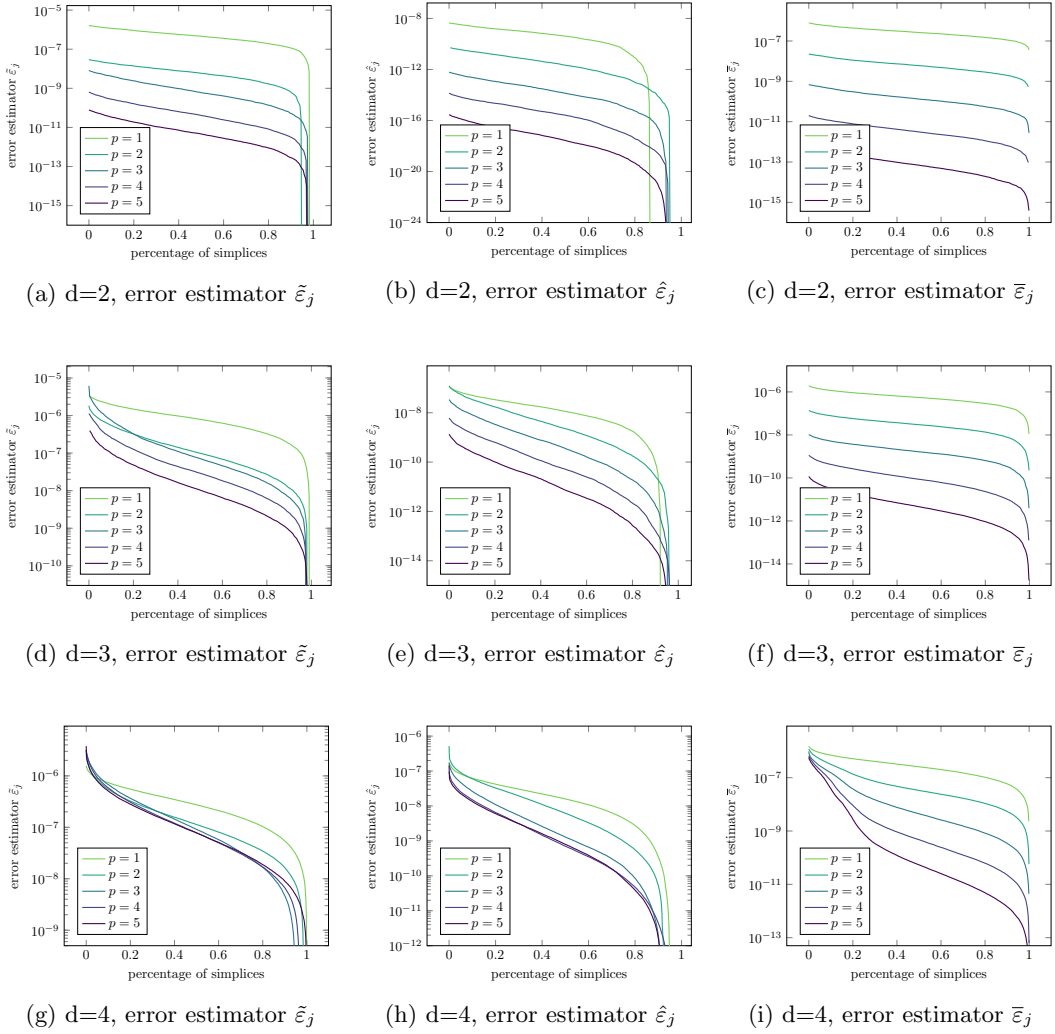 10^{-5}
10^{-7}
10^{-9}
10^{-11}
10^{-13}
10^{-15}
error estimator ε̃_j
p = 1
p = 2
p = 3
p = 4
p = 5
0 0.2 0.4 0.6 0.8 1
percentage of simplices
(a) d=2, error estimator ε̃_j
10^{-8}
10^{-12}
10^{-16}
10^{-20}
10^{-24}
error estimator ε̂_j
p = 1
p = 2
p = 3
p = 4
p = 5
0 0.2 0.4 0.6 0.8 1
percentage of simplices
(b) d=2, error estimator ε̂_j
10^{-7}
10^{-9}
10^{-11}
10^{-13}
10^{-15}
error estimator ε̅_j
p = 1
p = 2
p = 3
p = 4
p = 5
0 0.2 0.4 0.6 0.8 1
percentage of simplices
(c) d=2, error estimator ε̅_j
10^{-5}
10^{-6}
10^{-7}
10^{-8}
10^{-9}
10^{-10}
error estimator ε̃_j
p = 1
p = 2
p = 3
p = 4
p = 5
0 0.2 0.4 0.6 0.8 1
percentage of simplices
(d) d=3, error estimator ε̃_j
10^{-8}
10^{-10}
10^{-12}
10^{-14}
error estimator ε̂_j
p = 1
p = 2
p = 3
p = 4
p = 5
0 0.2 0.4 0.6 0.8 1
percentage of simplices
(e) d=3, error estimator ε̂_j
10^{-6}
10^{-8}
10^{-10}
10^{-12}
10^{-14}
error estimator ε̅_j
p = 1
p = 2
p = 3
p = 4
p = 5
0 0.2 0.4 0.6 0.8 1
percentage of simplices
(f) d=3, error estimator ε̅_j
10^{-6}
10^{-7}
10^{-8}
10^{-9}
error estimator ε̃_j
p = 1
p = 2
p = 3
p = 4
p = 5
0 0.2 0.4 0.6 0.8 1
percentage of simplices
(g) d=4, error estimator ε̃_j
10^{-6}
10^{-7}
10^{-8}
10^{-9}
10^{-10}
10^{-11}
10^{-12}
error estimator ε̂_j
p = 1
p = 2
p = 3
p = 4
p = 5
0 0.2 0.4 0.6 0.8 1
percentage of simplices
(h) d=4, error estimator ε̂_j
10^{-7}
10^{-9}
10^{-11}
10^{-13}
error estimator ε̅_j
p = 1
p = 2
p = 3
p = 4
p = 5
0 0.2 0.4 0.6 0.8 1
percentage of simplices
(i) d=4, error estimator ε̅_j